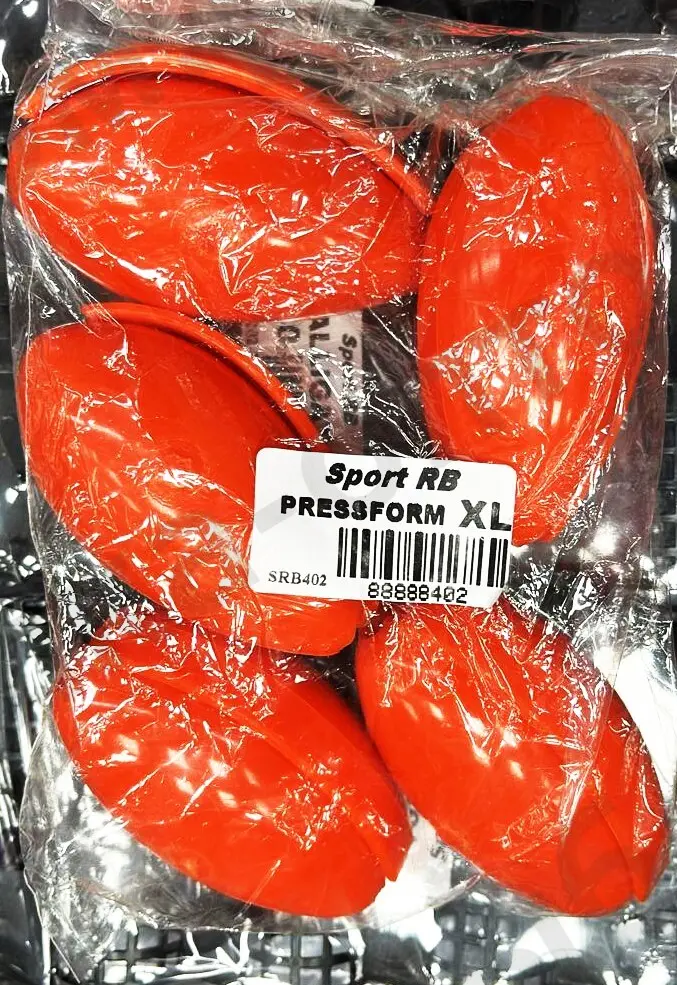 Sport RB
PRESSFORM XL
SRB402
88888402